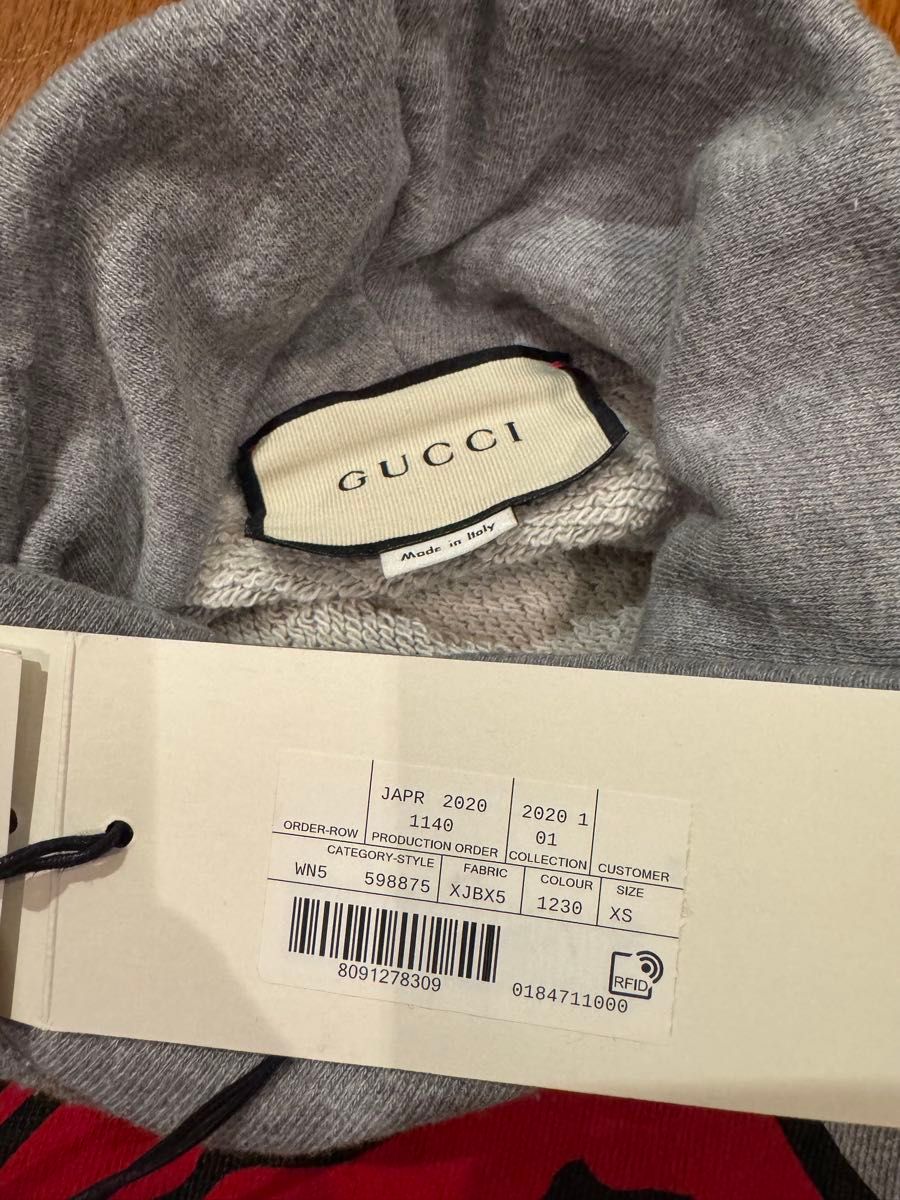 GUCCI
Made in Italy
JAPR 2020
1140
2020 1
01
ORDER-ROW
PRODUCTION ORDER
COLLECTION
CUSTOMER
CATEGORY-STYLE
FABRIC
COLOUR
SIZE
WN5 598875
XJBX5
1230
XS
8091278309
0184711000
RFID